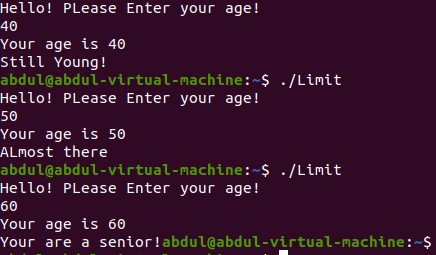 Hello! PLease Enter your age!
40
Your age is 40
Still Young!
abdul@abdul-virtual-machine:~$ ./Limit
Hello! PLease Enter your age!
50
Your age is 50
ALmost there
abdul@abdul-virtual-machine:~$ ./Limit
Hello! PLease Enter your age!
60
Your age is 60
Your are a senior!abdul@abdul-virtual-machine:~$